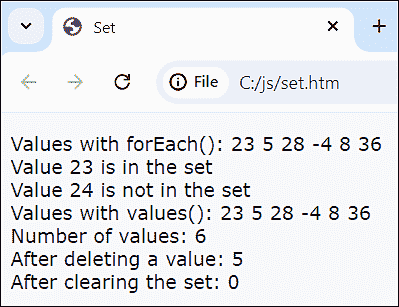 Set
File
C:/js/set.htm
Values with forEach(): 23 5 28 -4 8 36
Value 23 is in the set
Value 24 is not in the set
Values with values(): 23 5 28 -4 8 36
Number of values: 6
After deleting a value: 5
After clearing the set: 0